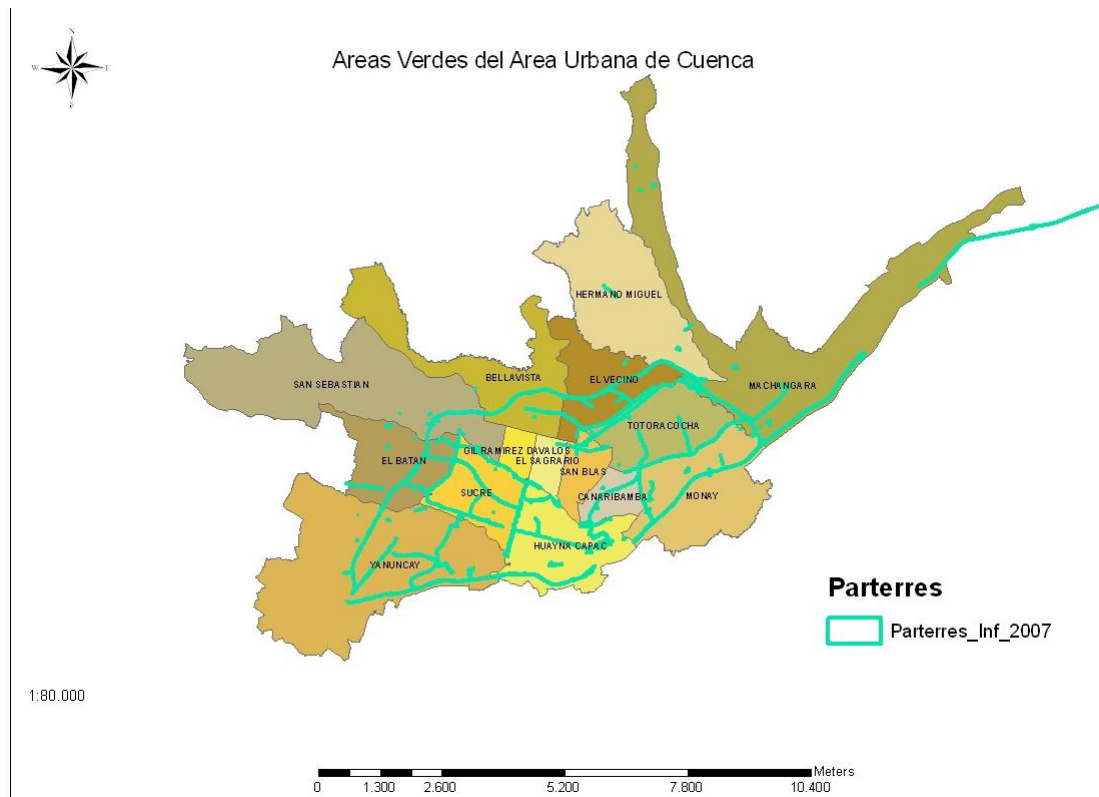 N
W E
S
Areas Verdes del Area Urbana de Cuenca
HERMANO MIGUEL
SAN SEBASTIAN
BELLAVISTA
EL VECINO
MACHANGARA
TOTORACOCHA
GIL RAMIREZ DAVALOS
EL BATAN
EL SAGRARIO
SAN BLAS
SUCRE
CANARIBAMBA
MONAY
HUAYNA CAPAC
YANUNCAY
Parterres
Parterres_Inf_2007
1:80.000
Meters
0 1.300 2.600 5.200 7.800 10.400